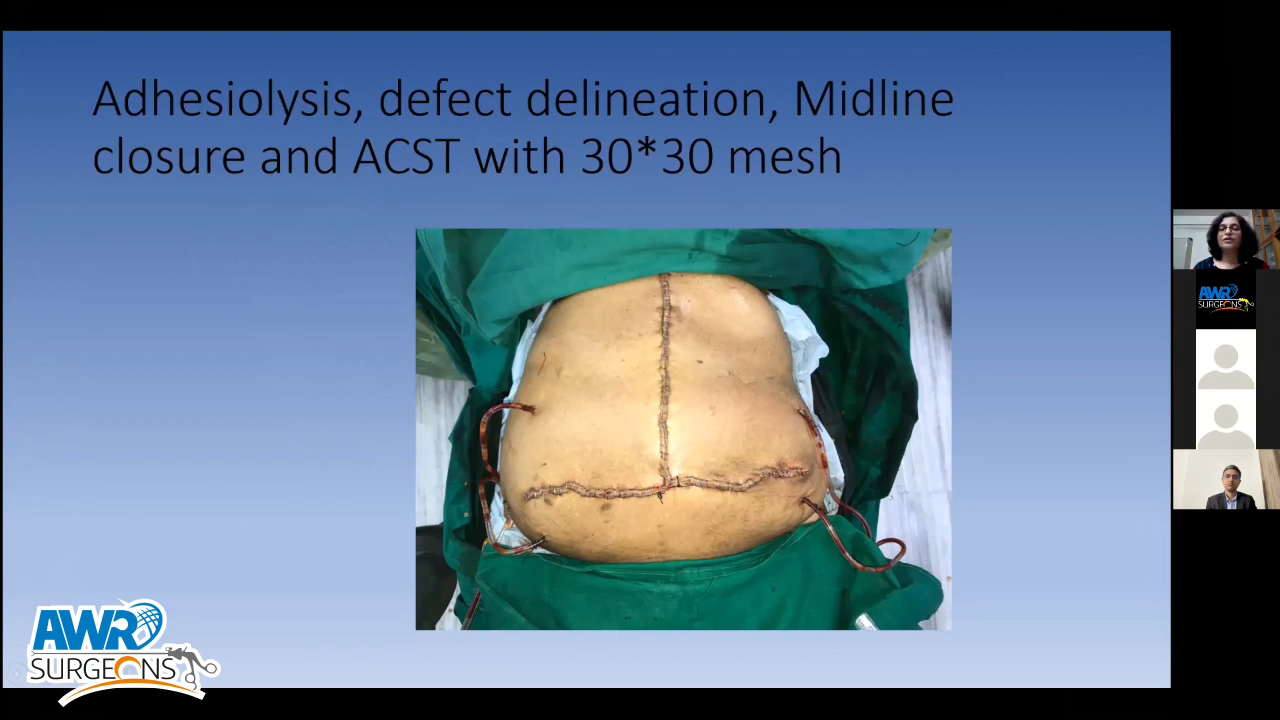 Adhesiolysis, defect delineation, Midline
closure and ACST with 30*30 mesh
AWR
SURGEONS
AWR
SURGEONS